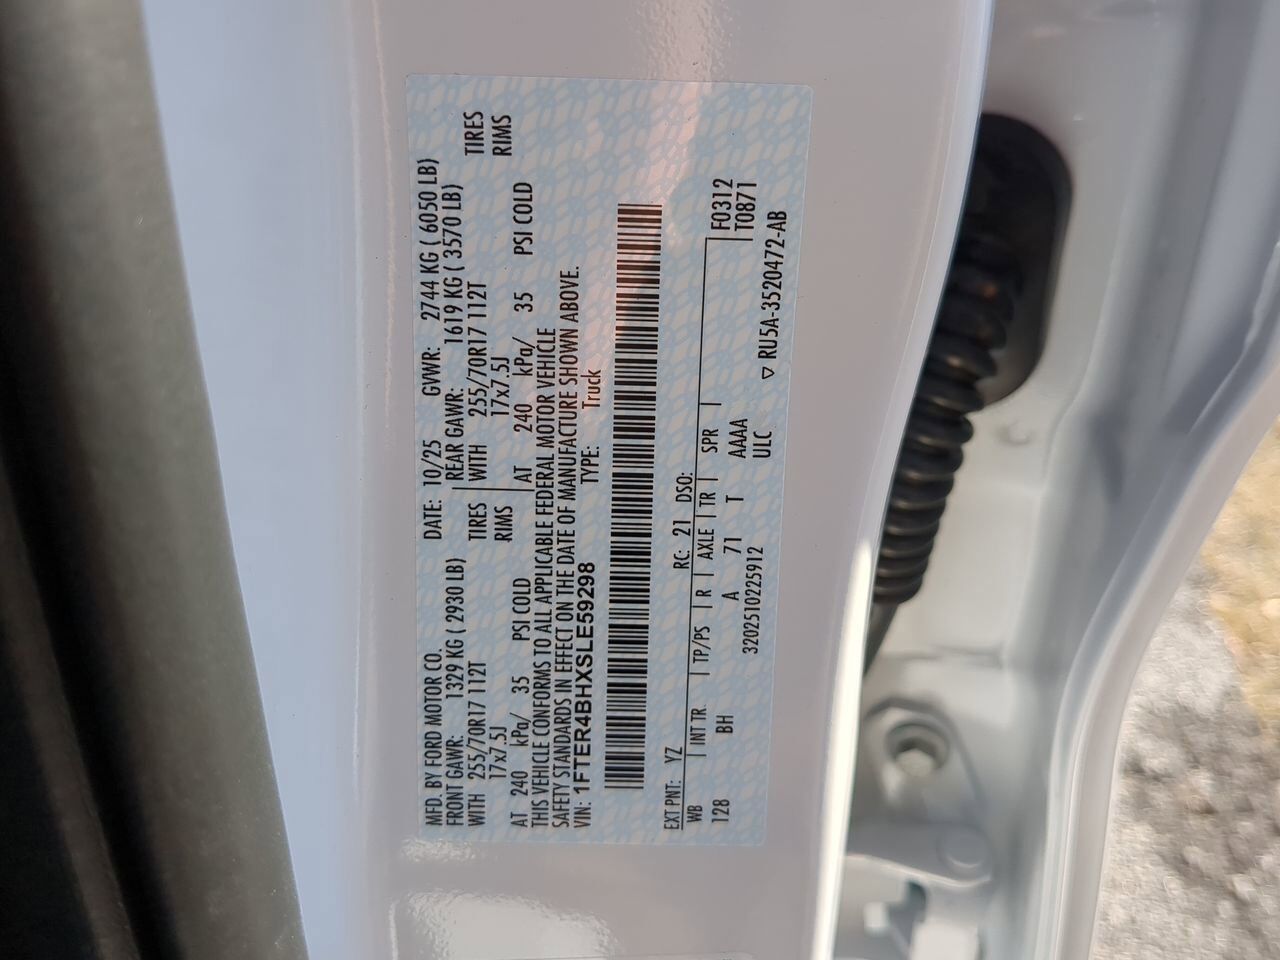 MFD. BY FORD MOTOR CO. DATE: 10/25 GVWR: 2744 KG ( 6050 LB)
FRONT GAWR: 1329 KG ( 2930 LB) REAR GAWR: 1619 KG ( 3570 LB)
WITH 255/70R17 112T TIRES WITH 255/70R17 112T TIRES
17x7.5J RIMS 17x7.5J RIMS
AT 240 kPa/ 35 PSI COLD AT 240 kPa/ 35 PSI COLD
THIS VEHICLE CONFORMS TO ALL APPLICABLE FEDERAL MOTOR VEHICLE
SAFETY STANDARDS IN EFFECT ON THE DATE OF MANUFACTURE SHOWN ABOVE.
VIN: 1FTER4BHXSLE59298 TYPE: Truck
EXT PNT: YZ RC: 21 DSO:
WB INT TR. TP/PS R AXLE TR SPR F0312
128 BH A 71 T AAAA T0871
3202510225912 ULC
▽ RU5A-3520472-AB